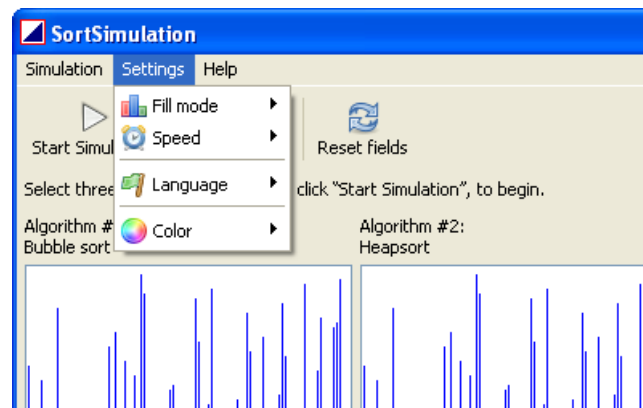 SortSimulation
Simulation Settings Help
Fill mode
Speed
Language
Color
Start Simul
Reset fields
Select three click "Start Simulation", to begin.
Algorithm #
Bubble sort
Algorithm #2:
Heapsort